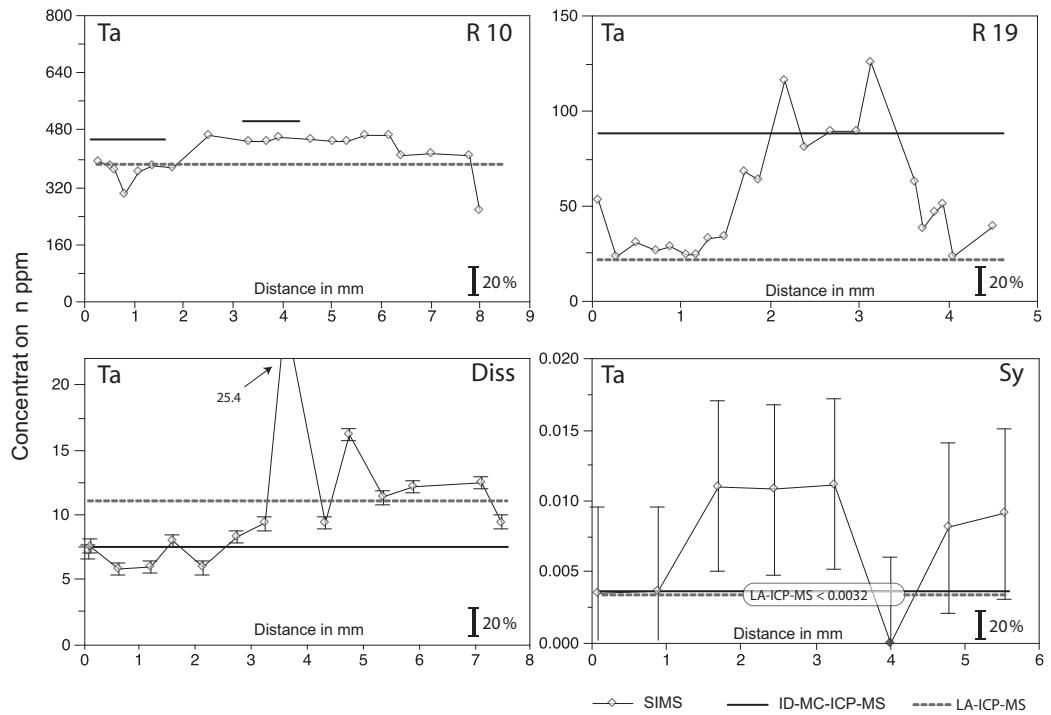 Concentrat on n ppm
Ta
R 10
800
640
480
320
160
0
20%
Distance in mm
0 1 2 3 4 5 6 7 8 9
Ta
R 19
150
100
50
0
20%
Distance in mm
0 1 2 3 4 5
Ta
Diss
25.4
20
15
10
5
0
20%
Distance in mm
0 1 2 3 4 5 6 7 8
Ta
Sy
0.020
0.015
0.010
0.005
0.000
LA-ICP-MS < 0.0032
20%
Distance in mm
0 1 2 3 4 5 6
SIMS
ID-MC-ICP-MS
LA-ICP-MS